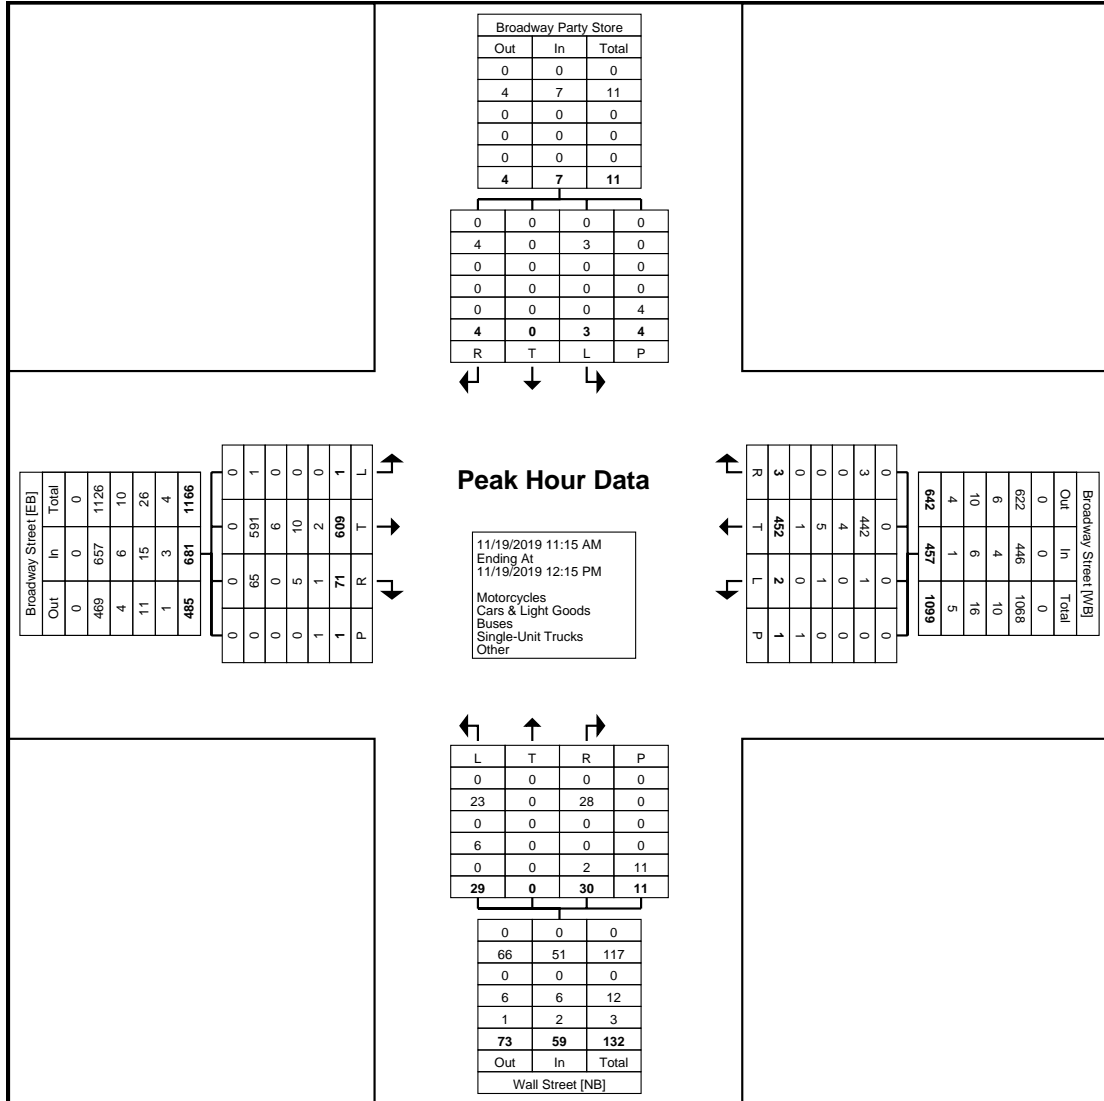 Broadway Party Store
Out In Total
0 0 0
4 7 11
0 0 0
0 0 0
0 0 0
4 7 11
0 0 0 0
4 0 3 0
0 0 0 0
0 0 0 0
0 0 0 4
4 0 3 4
R T L P
Broadway Street [EB]
Out In Total
0 0 0
469 657 1126
4 6 10
11 15 26
1 3 4
485 681 1166
0 0 0 0
1 591 65 0
0 6 0 0
0 10 5 0
0 2 1 1
1 609 71 1
L T R P
Peak Hour Data
11/19/2019 11:15 AM
Ending At
11/19/2019 12:15 PM
Motorcycles
Cars & Light Goods
Buses
Single-Unit Trucks
Other
Broadway Street [WB]
Out In Total
0 0 0
622 446 1068
6 4 10
10 6 16
4 1 5
642 457 1099
0 0 0 0
3 442 1 0
0 4 0 0
0 5 1 0
0 1 0 1
3 452 2 1
R T L P
L T R P
0 0 0 0
23 0 28 0
0 0 0 0
6 0 0 0
0 0 2 11
29 0 30 11
0 0 0
66 51 117
0 0 0
6 6 12
1 2 3
73 59 132
Out In Total
Wall Street [NB]